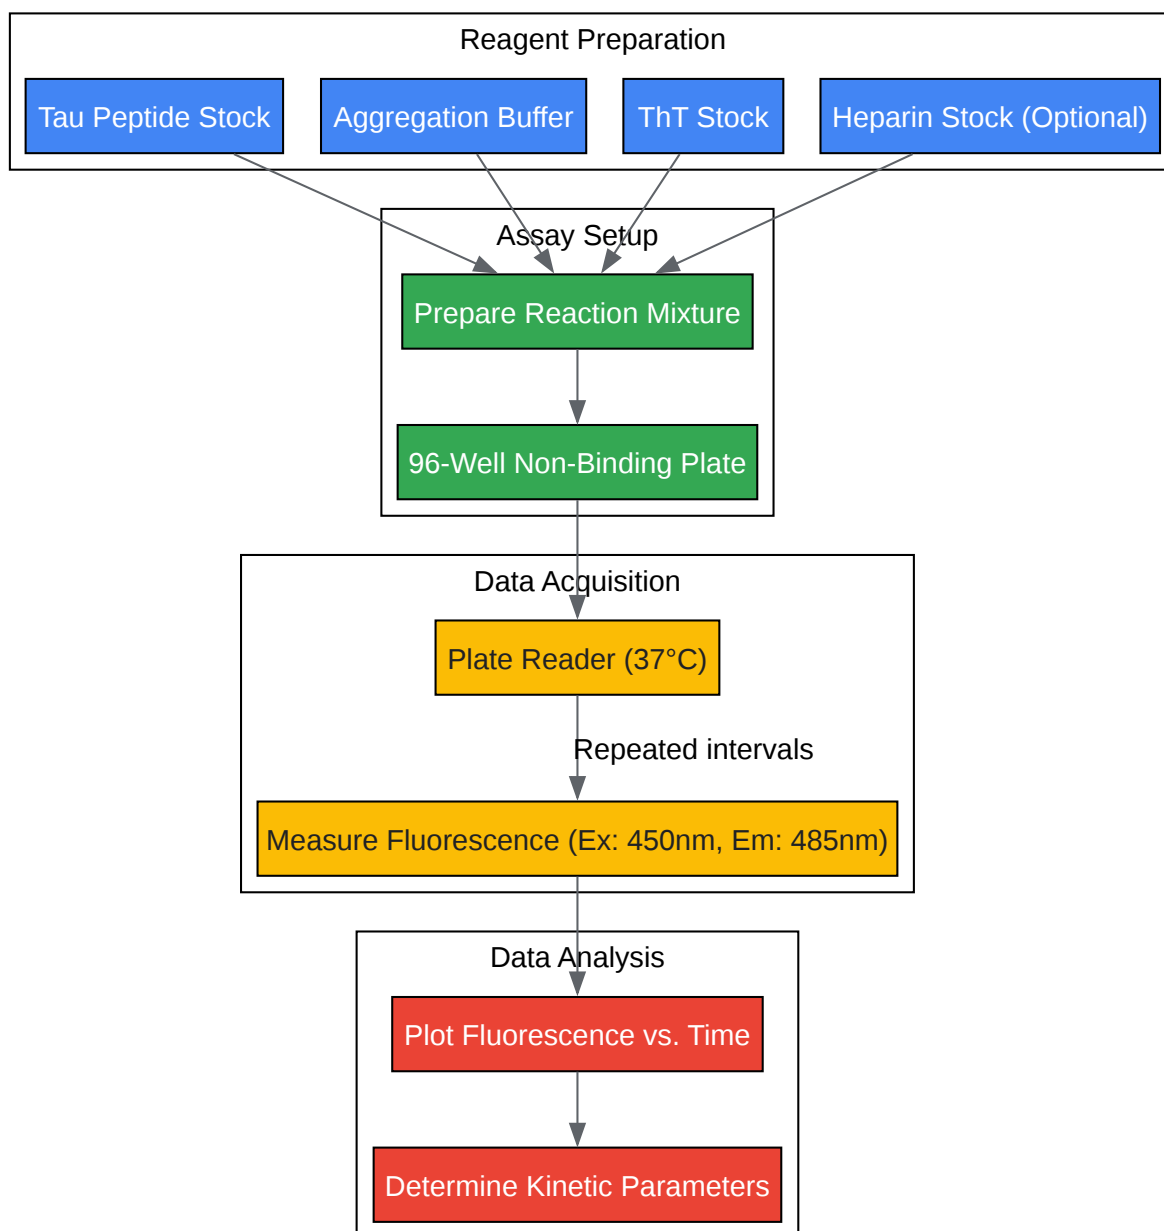 Reagent Preparation
Tau Peptide Stock
Aggregation Buffer
ThT Stock
Heparin Stock (Optional)
Assay Setup
Prepare Reaction Mixture
96-Well Non-Binding Plate
Data Acquisition
Plate Reader (37°C)
Repeated intervals
Measure Fluorescence (Ex: 450nm, Em: 485nm)
Data Analysis
Plot Fluorescence vs. Time
Determine Kinetic Parameters